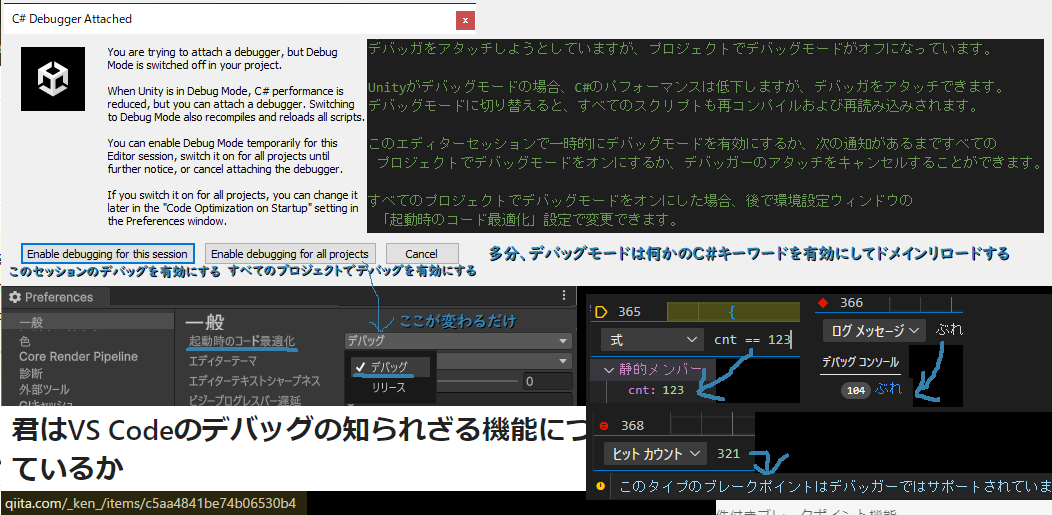 C# Debugger Attached
x
You are trying to attach a debugger, but Debug
Mode is switched off in your project.
When Unity is in Debug Mode, C# performance is
reduced, but you can attach a debugger. Switching
to Debug Mode also recompiles and reloads all scripts.
You can enable Debug Mode temporarily for this
Editor session, switch it on for all projects until
further notice, or cancel attaching the debugger.
If you switch it on for all projects, you can change it
later in the "Code Optimization on Startup" setting in
the Preferences window.
デバッガをアタッチしようとしていますが、プロジェクトでデバッグモードがオフになっています。
Unityがデバッグモードの場合、C#のパフォーマンスは低下しますが、デバッガをアタッチできます。
デバッグモードに切り替えると、すべてのスクリプトも再コンパイルおよび再読み込みされます。
このエディターセッションで一時的にデバッグモードを有効にするか、次の通知があるまですべての
プロジェクトでデバッグモードをオンにするか、デバッガーのアタッチをキャンセルすることができます。
すべてのプロジェクトでデバッグモードをオンにした場合、後で環境設定ウィンドウの
「起動時のコード最適化」設定で変更できます。
Enable debugging for this session
Enable debugging for all projects
Cancel
このセッションのデバッグを有効にする すべてのプロジェクトでデバッグを有効にする
多分、デバッグモードは何かのC#キーワードを有効にしてドメインリロードする
Preferences
一般
色
Core Render Pipeline
診断
外部ツール
GIキャッシュ
一般
ここが変わるだけ
起動時のコード最適化
デバッグ
エディターテーマ
✓ デバッグ
エディターテキストシャープネス
リリース
0
ビジープログレスバー遅延
365
{
式
cnt == 123
静的メンバー
cnt: 123
366
ログ メッセージ
ぶれ
デバッグ コンソール
104 ぶれ
368
ヒット カウント
321
このタイプのブレークポイントはデバッガーではサポートされていま
君はVS Codeのデバッグの知られざる機能につ
ているか
qiita.com/_ken_/items/c5aa4841be74b06530b4
件付きブレークポイント機能